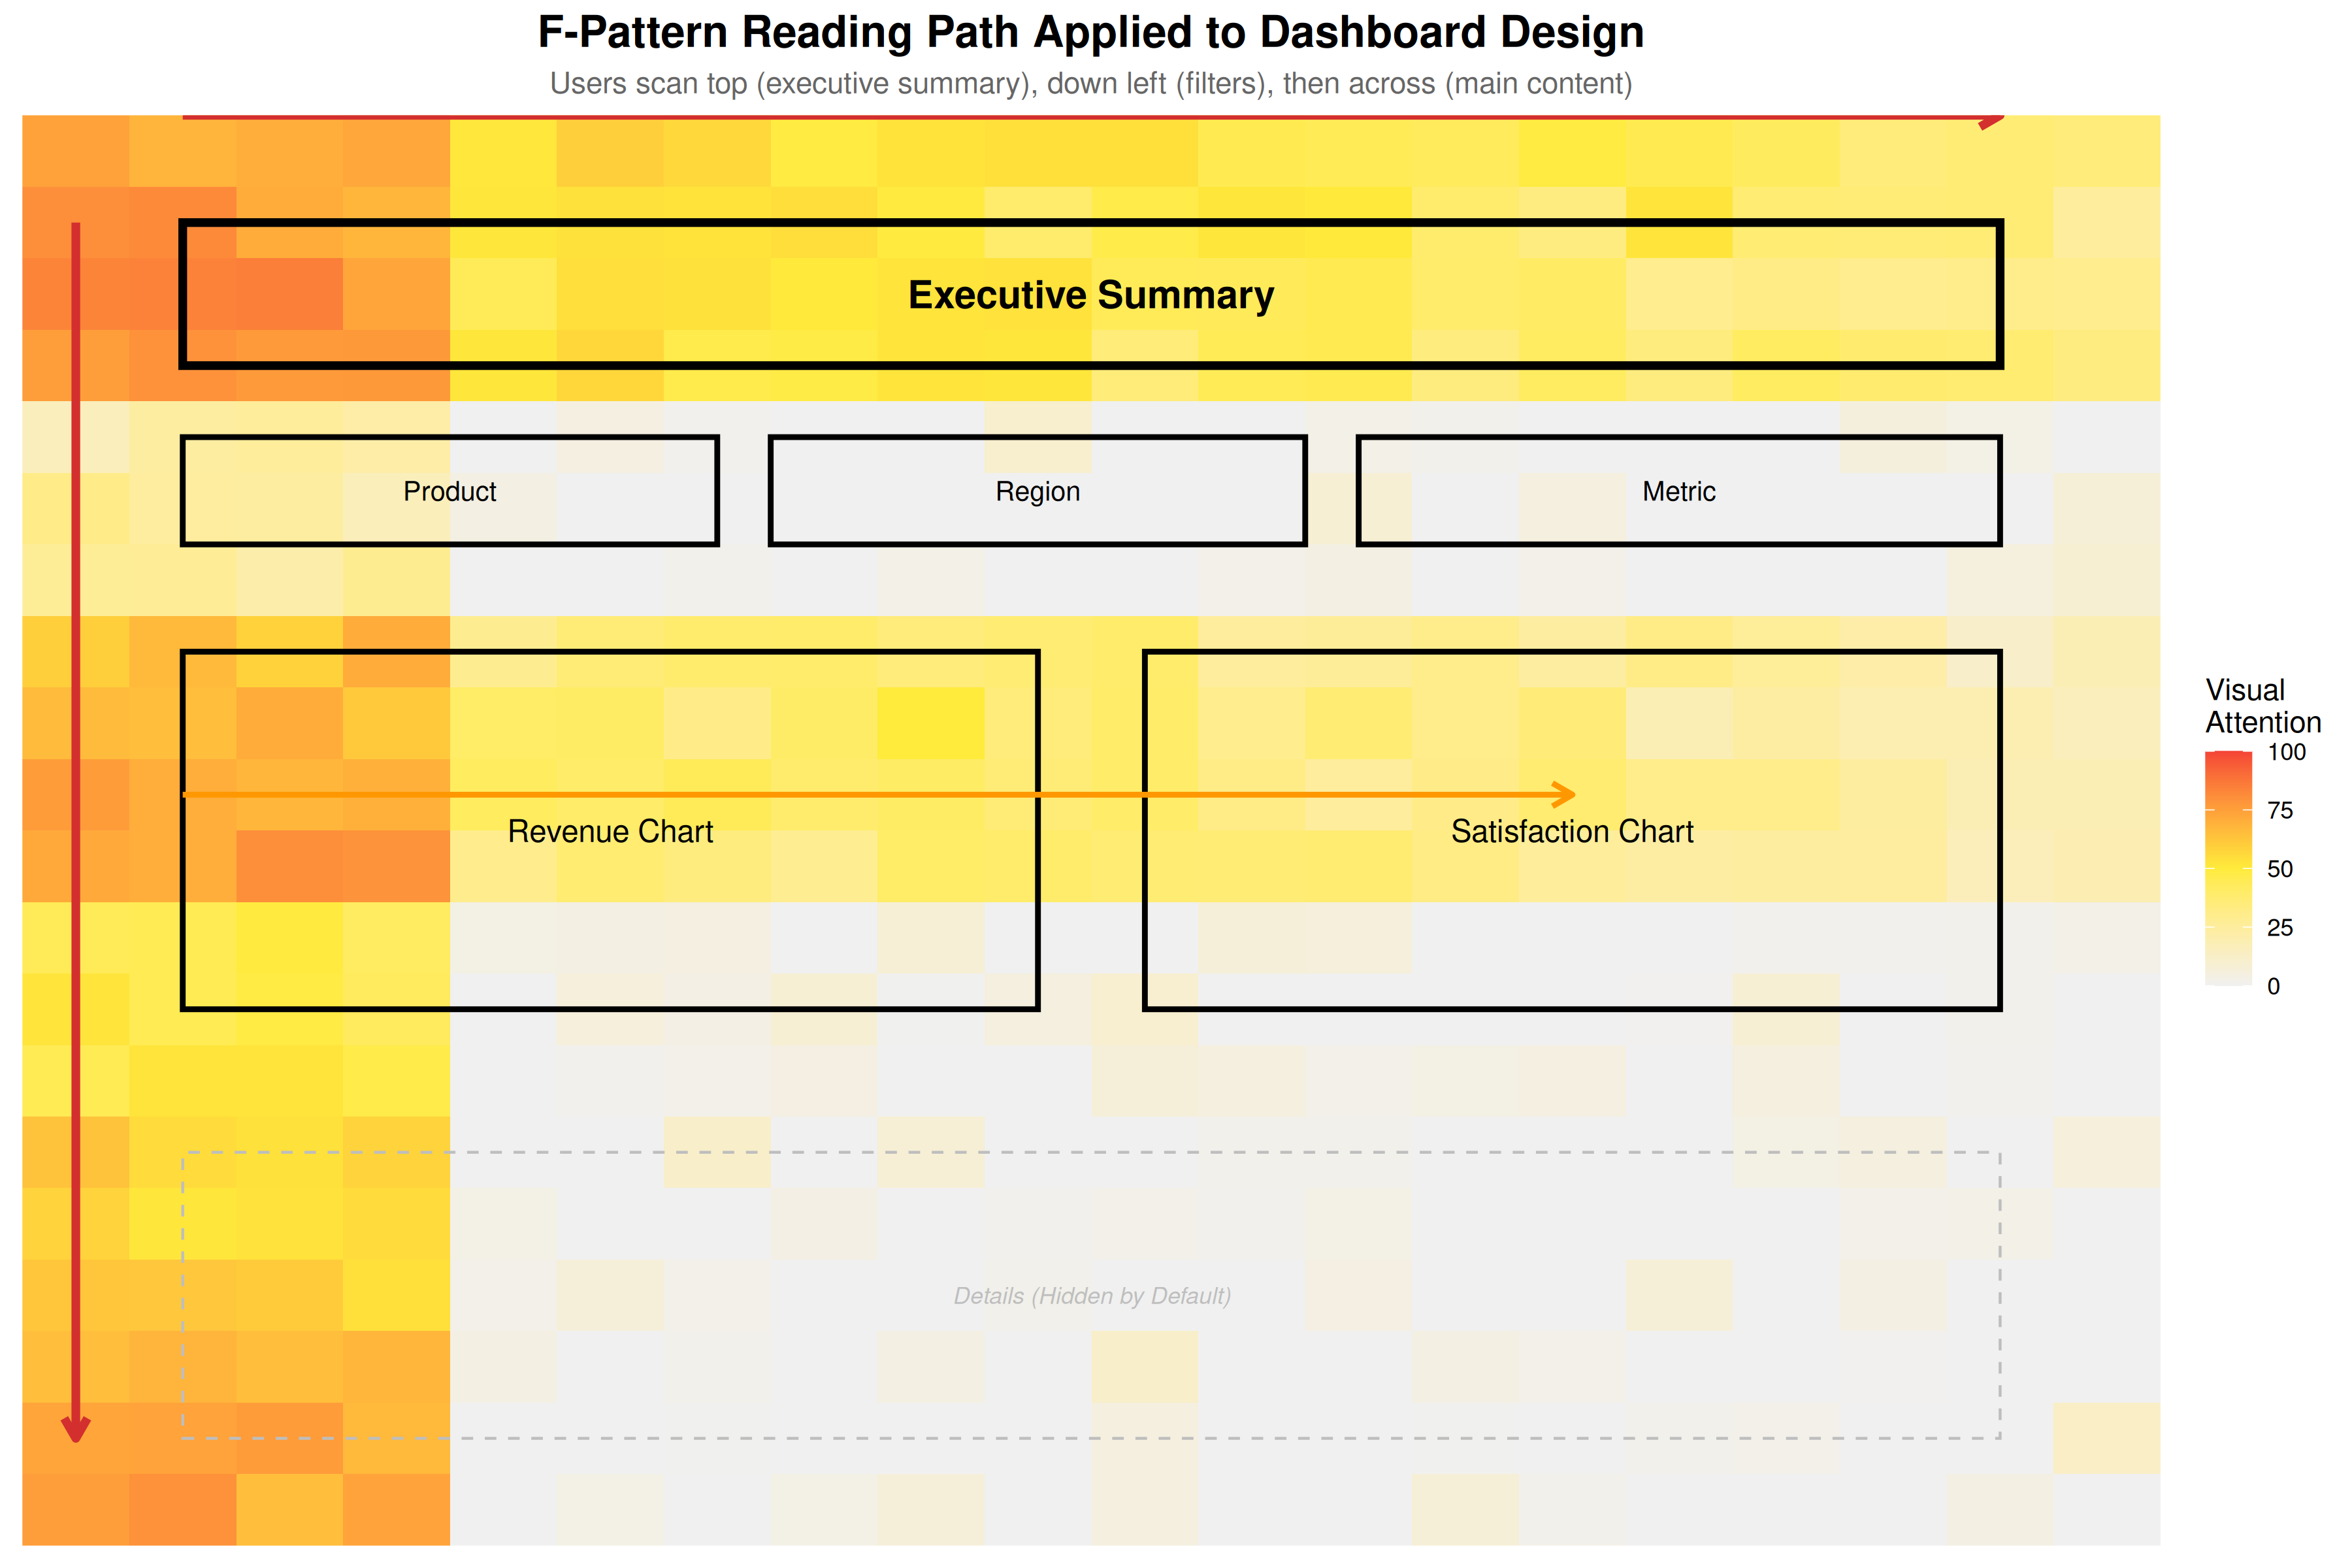 F-Pattern Reading Path Applied to Dashboard Design
Users scan top (executive summary), down left (filters), then across (main content)
Executive Summary
Product
Region
Metric
Revenue Chart
Satisfaction Chart
Details (Hidden by Default)
Visual
Attention
100
75
50
25
0